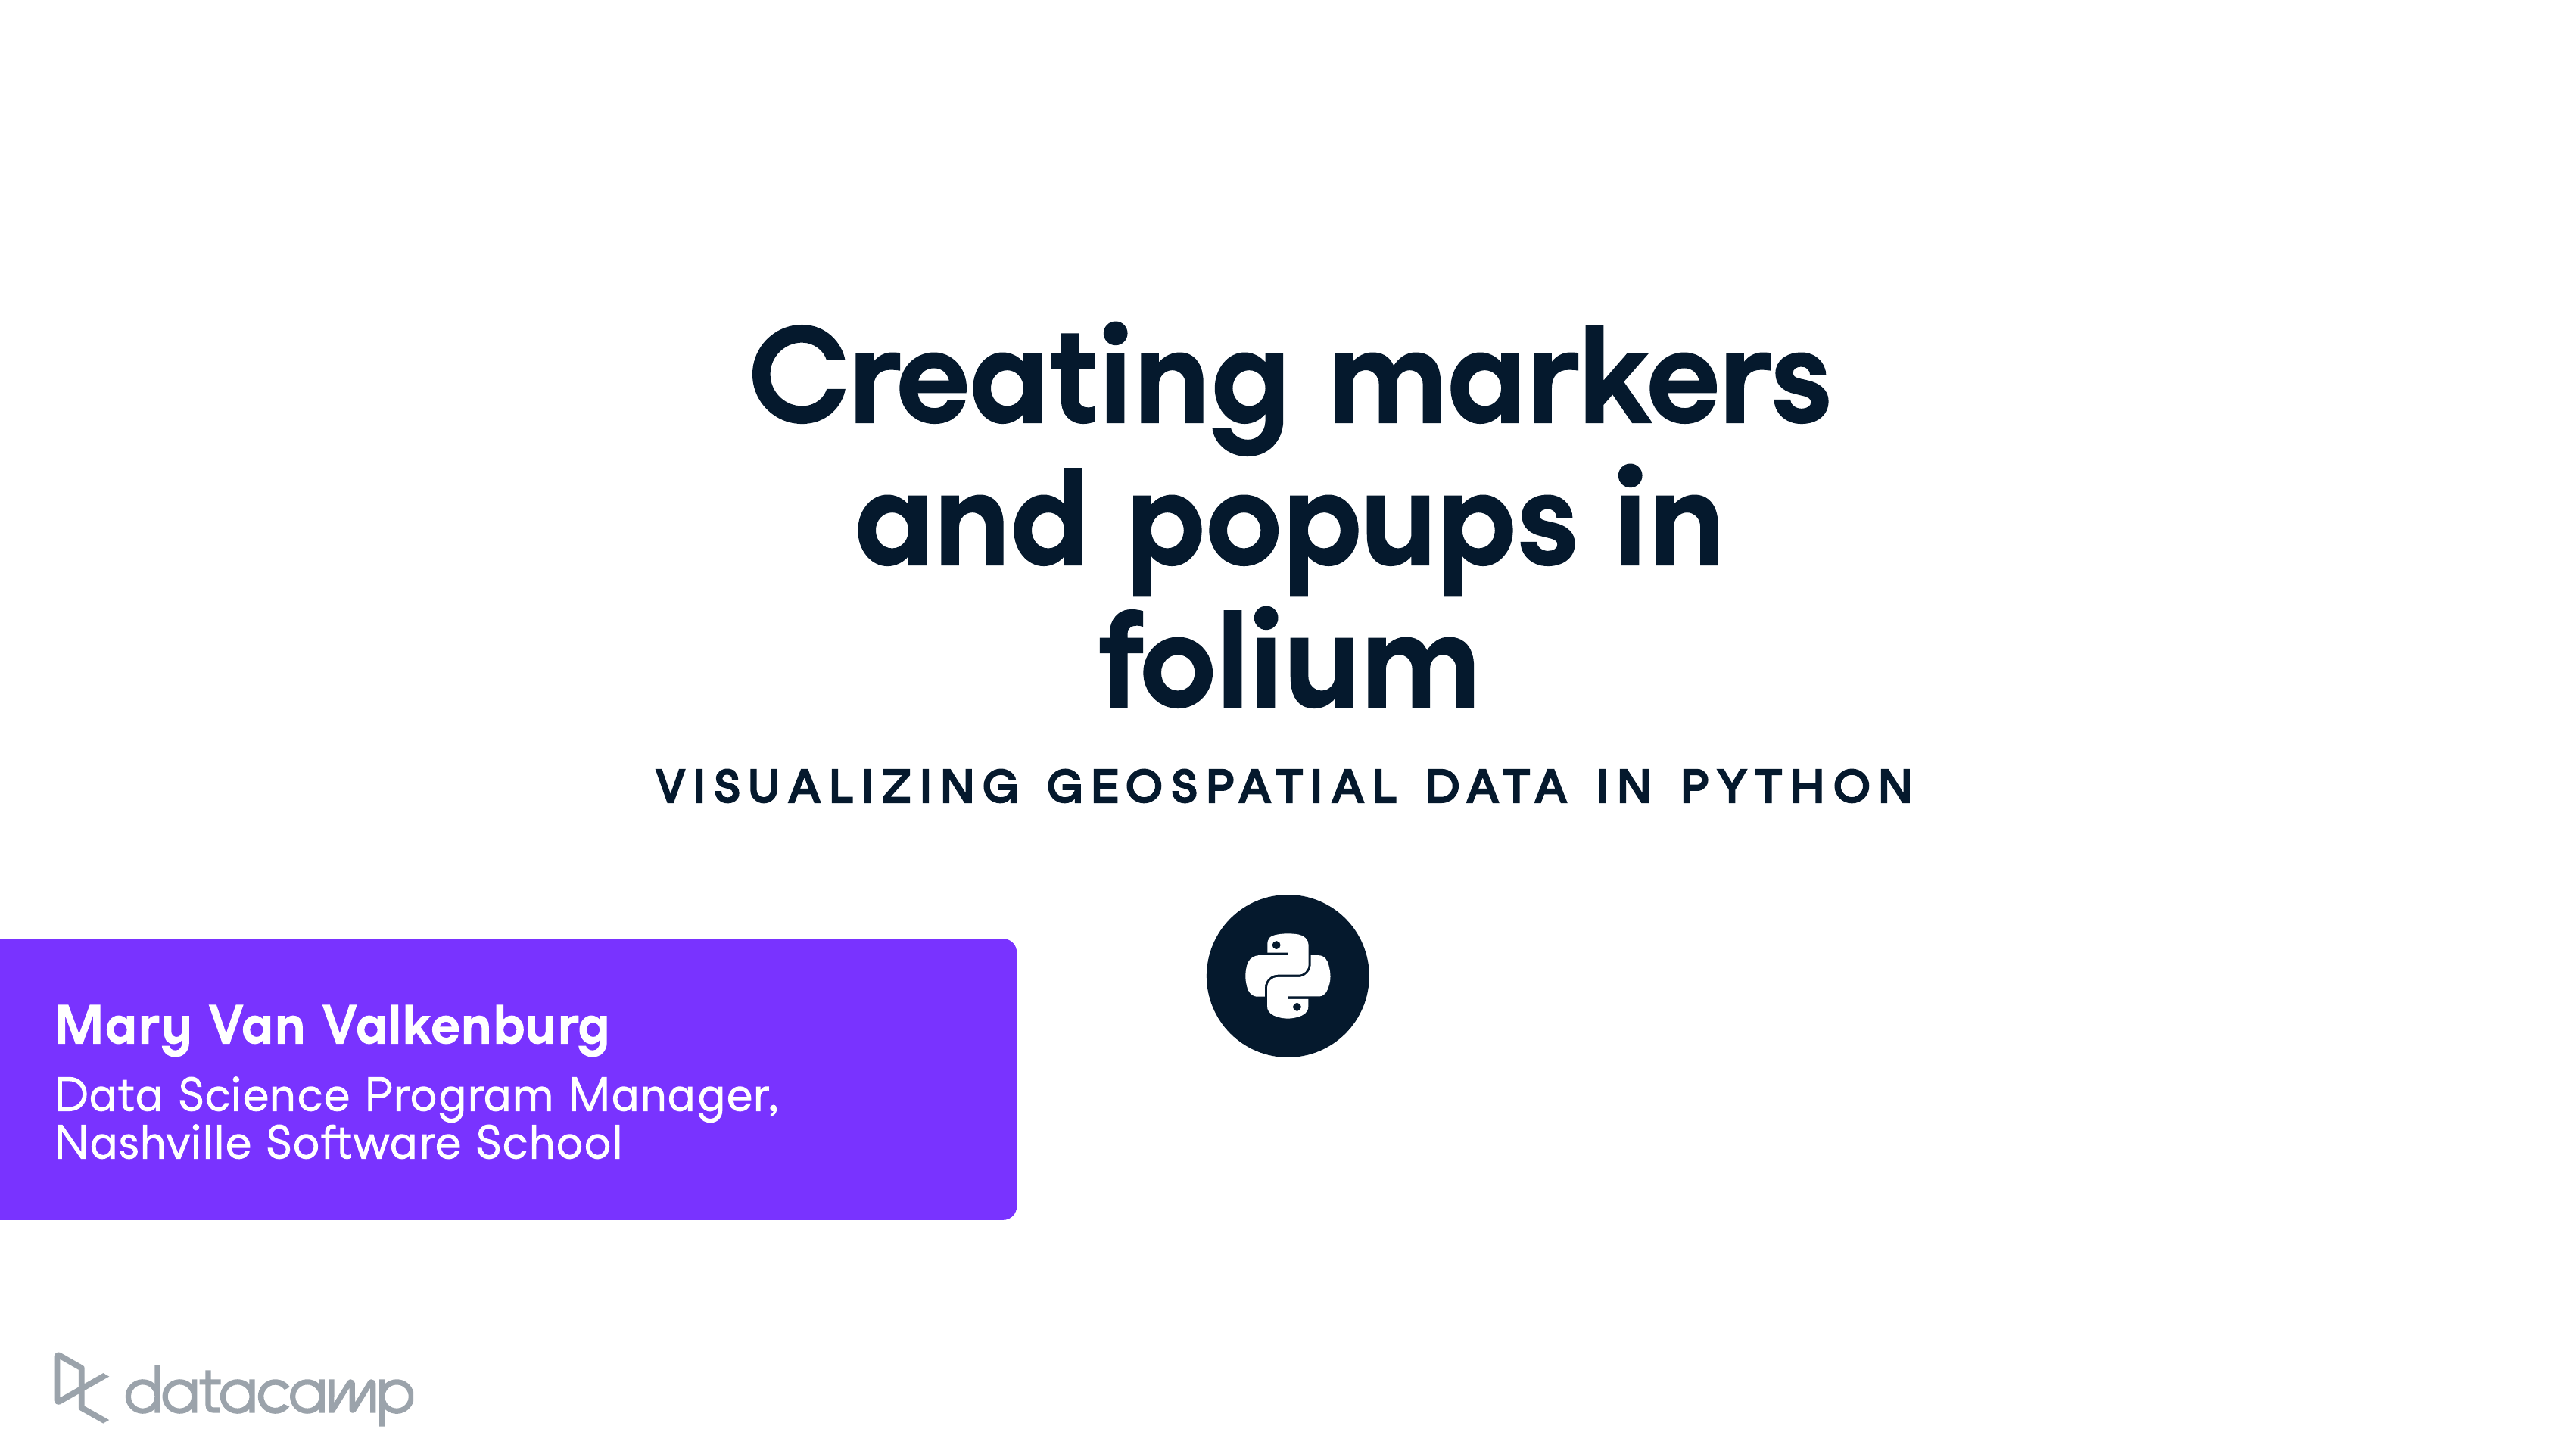 Creating markers
and popups in
folium
VISUALIZING GEOSPATIAL DATA IN PYTHON
Mary Van Valkenburg
Data Science Program Manager,
Nashville Software School
datacamp